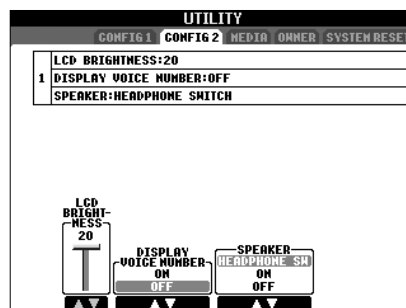 UTILITY
CONFIG 1 CONFIG 2 MEDIA OWNER SYSTEM RESET
LCD BRIGHTNESS:20
1 DISPLAY VOICE NUMBER:OFF
SPEAKER:HEADPHONE SWITCH
LCD
BRIGHT-
NESS
20
DISPLAY
VOICE NUMBER
ON
OFF
SPEAKER
HEADPHONE SW
ON
OFF